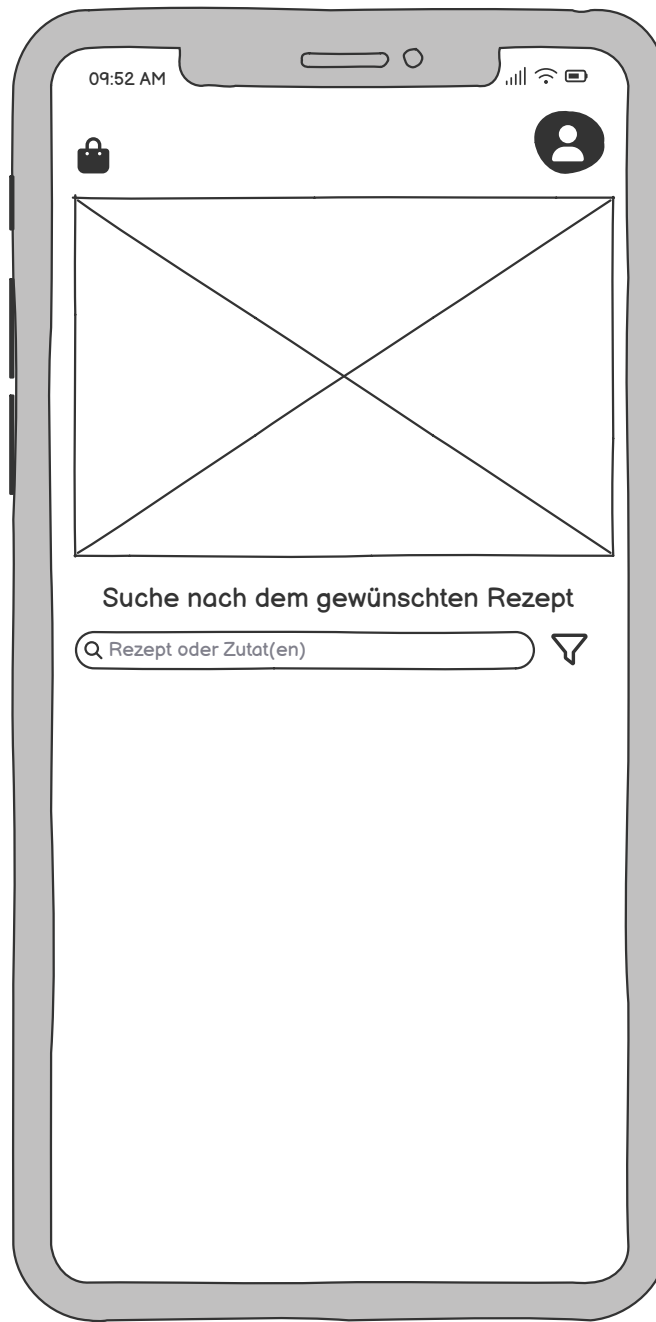 09:52 AM
Suche nach dem gewünschten Rezept
Rezept oder Zutat(en)